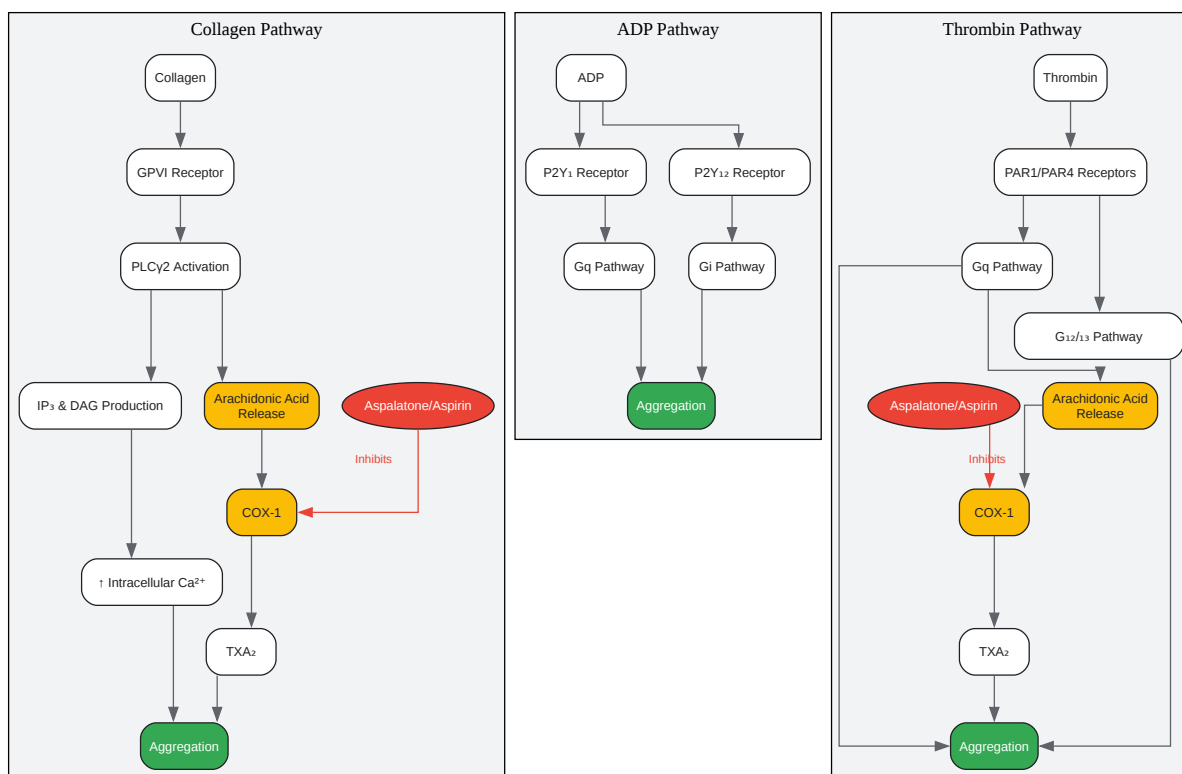 Collagen Pathway
Collagen
GPVI Receptor
PLCγ2 Activation
IP₃ & DAG Production
Arachidonic Acid
Release
Aspalatone/Aspirin
Inhibits
COX-1
↑ Intracellular Ca²⁺
TXA₂
Aggregation
ADP Pathway
ADP
P2Y₁ Receptor
P2Y₁₂ Receptor
Gq Pathway
Gi Pathway
Aggregation
Thrombin Pathway
Thrombin
PAR1/PAR4 Receptors
Gq Pathway
G₁₂/₁₃ Pathway
Aspalatone/Aspirin
Arachidonic Acid
Release
Inhibits
COX-1
TXA₂
Aggregation